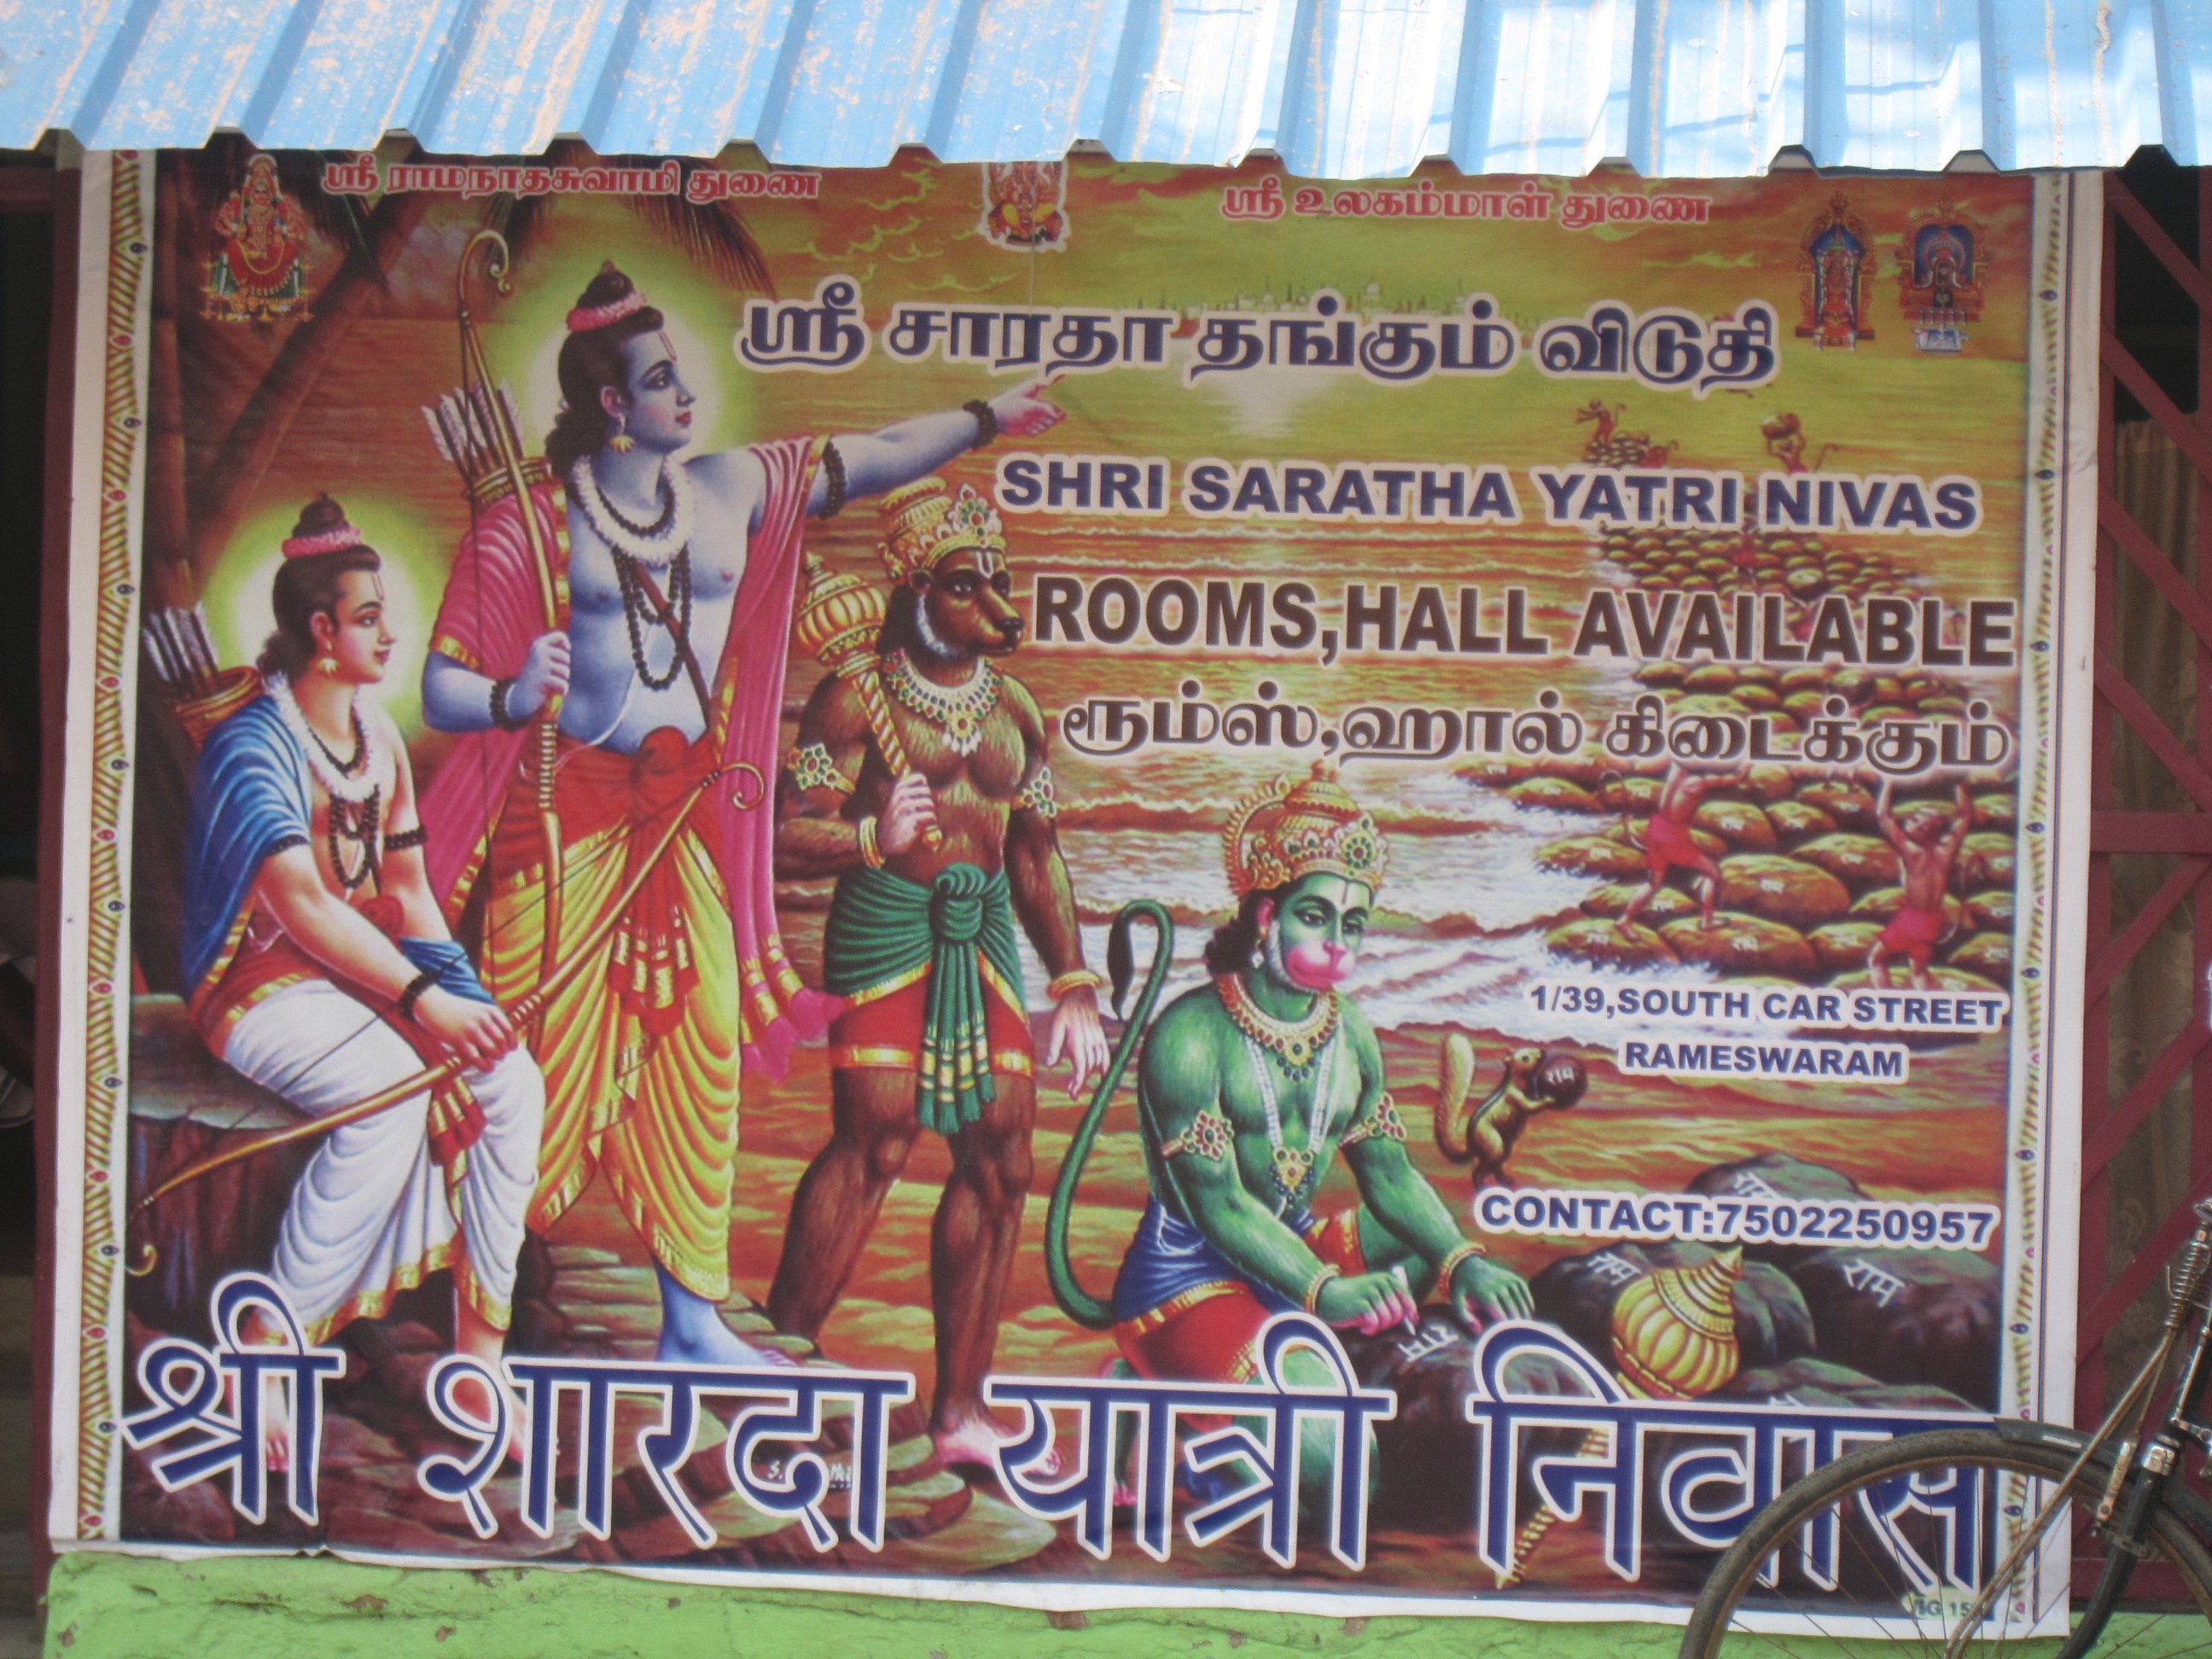 ஸ்ரீ ராமநாதசுவாமி துணை
ஸ்ரீ உலகம்மாள் துணை
ஸ்ரீ சாரதா தங்கும் விடுதி
SHRI SARATHA YATRI NIVAS
ROOMS,HALL AVAILABLE
ரூம்ஸ்,ஹால் கிடைக்கும்
1/39,SOUTH CAR STREET
RAMESWARAM
राम
CONTACT:7502250957
राम
राम
श्री शारदा यात्री निवास